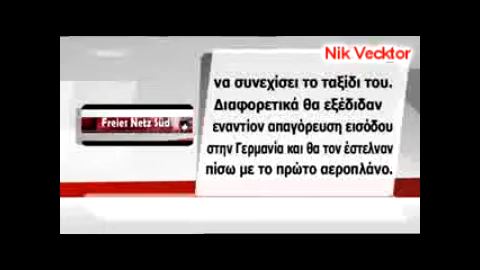 Nik Vecktor
να συνεχίσει το ταξίδι του.
Διαφορετικά θα εξέδιδαν
εναντίον απαγόρευση εισόδου
στην Γερμανία και θα τον έστελναν
πίσω με το πρώτο αεροπλάνο.
Freies Netz Süd